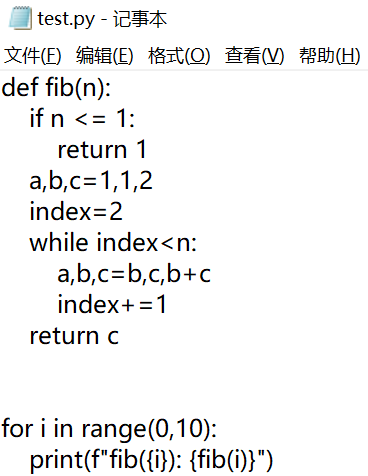 test.py - 记事本
文件(F) 编辑(E) 格式(O) 查看(V) 帮助(H)
def fib(n):
    if n <= 1:
        return 1
    a,b,c=1,1,2
    index=2
    while index<n:
        a,b,c=b,c,b+c
        index+=1
    return c


for i in range(0,10):
    print(f"fib({i}): {fib(i)}")